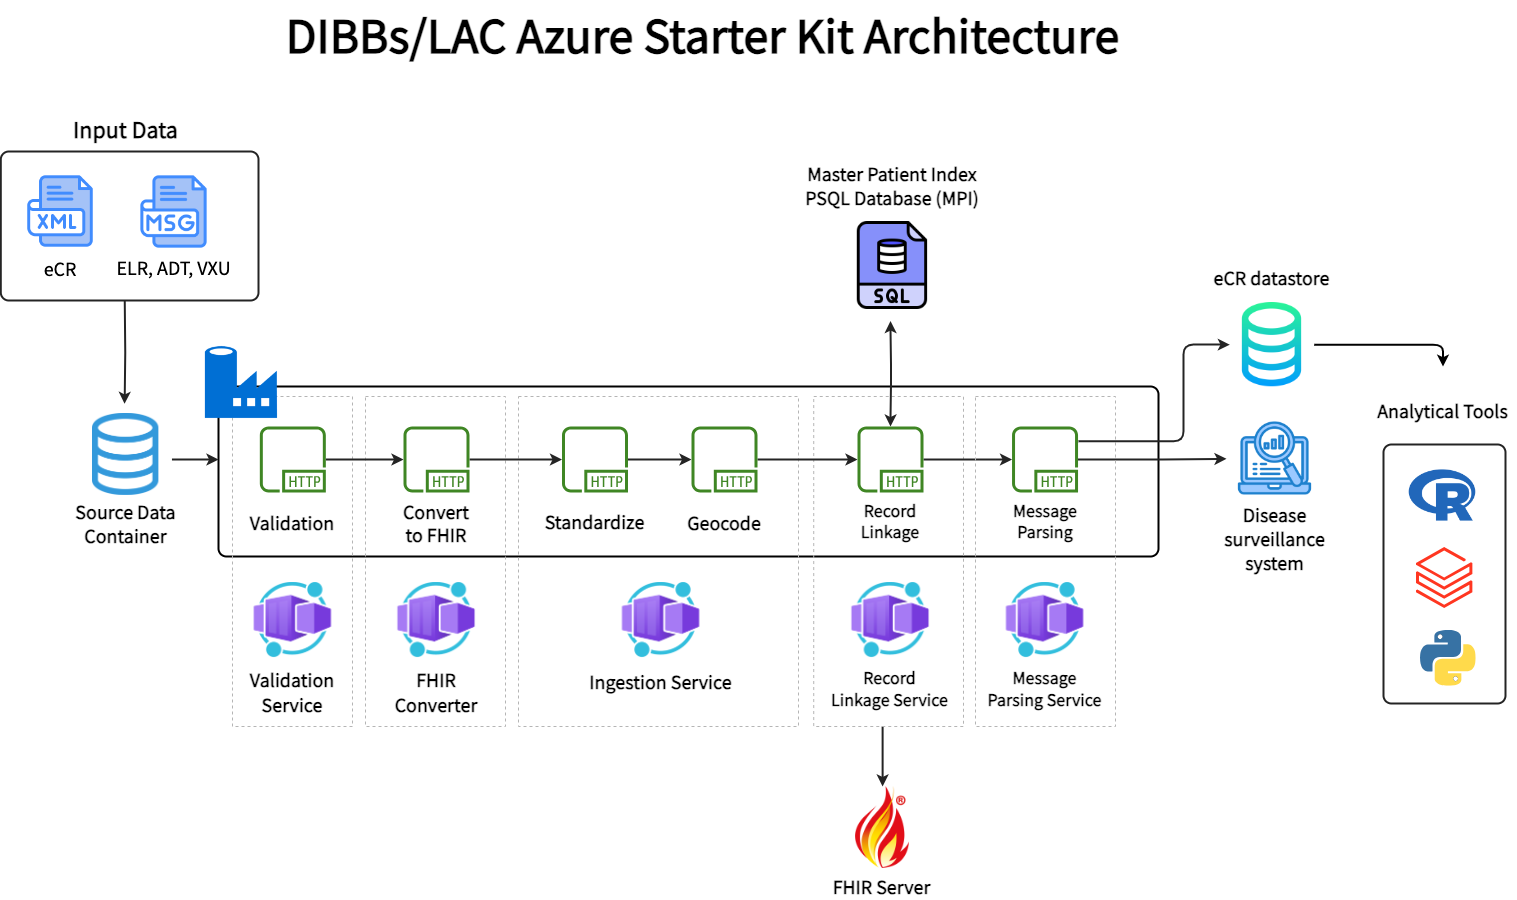 DIBBs/LAC Azure Starter Kit Architecture
Input Data
XML
MSG
eCR
ELR, ADT, VXU
Master Patient Index
PSQL Database (MPI)
SQL
eCR datastore
Analytical Tools
Source Data
Container
HTTP
Validation
HTTP
Convert
to FHIR
HTTP
Standardize
HTTP
Geocode
HTTP
Record
Linkage
HTTP
Message
Parsing
Disease
surveillance
system
R
Validation
Service
FHIR
Converter
Ingestion Service
Record
Linkage Service
Message
Parsing Service
®
FHIR Server